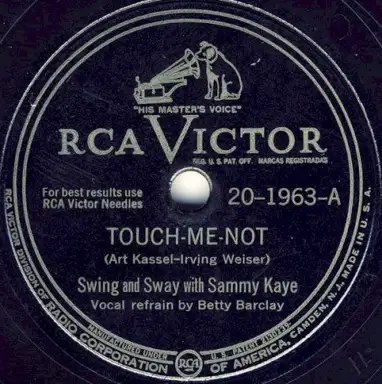 "HIS MASTER'S VOICE"
RCA VICTOR
REG. U. S. PAT. OFF. MARCAS REGISTRADAS
For best results use
RCA Victor Needles
20-1963-A
TOUCH-ME-NOT
(Art Kassel-Irving Weiser)
Swing and Sway with Sammy Kaye
Vocal refrain by Betty Barclay
RCA VICTOR DIVISION OF
RADIO CORPORATION OF AMERICA, CAMDEN, N. J. MADE IN U. S. A.
MANUFACTURED UNDER
RCA
U. S. PATENT